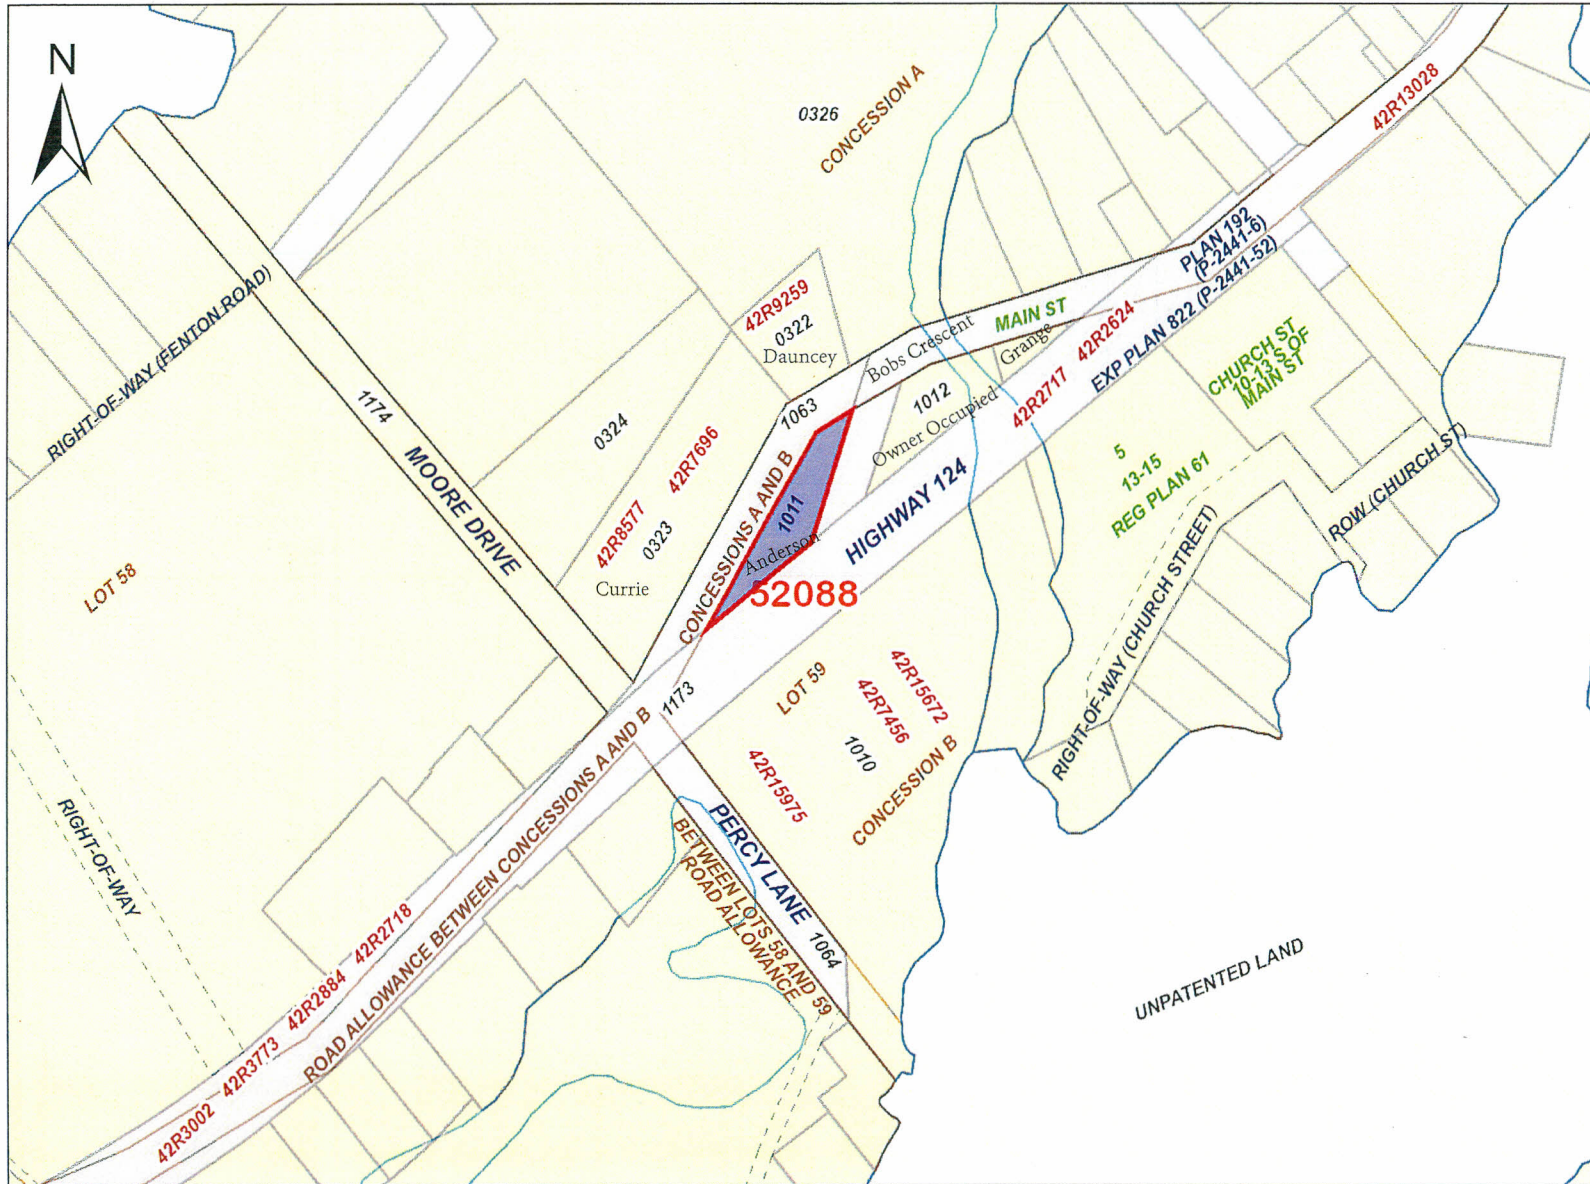 N
0326
CONCESSION A
42R13028
PLAN 192
(P-2441-6)
EXP PLAN 822 (P-2441-52)
RIGHT-OF-WAY (FENTON ROAD)
42R9259
0322
Dauncey
Bobs Crescent
MAIN ST
Grange
42R2624
42R2717
CHURCH ST
10-13 S OF
MAIN ST
1174
MOORE DRIVE
0324
42R7696
42R8577
0323
Currie
1063
CONCESSIONS A AND B
1011
Anderson
52088
1012
Owner Occupied
HIGHWAY 124
5
13-15
REG PLAN 61
ROW (CHURCH ST)
RIGHT-OF-WAY (CHURCH STREET)
LOT 58
LOT 59
1173
42R15672
42R7456
1010
42R15975
CONCESSION B
RIGHT-OF-WAY
PERCY LANE
1064
BETWEEN LOTS 58 AND 59
ROAD ALLOWANCE
ROAD ALLOWANCE BETWEEN CONCESSIONS A AND B
42R2718
42R2884
42R3773
42R3002
UNPATENTED LAND